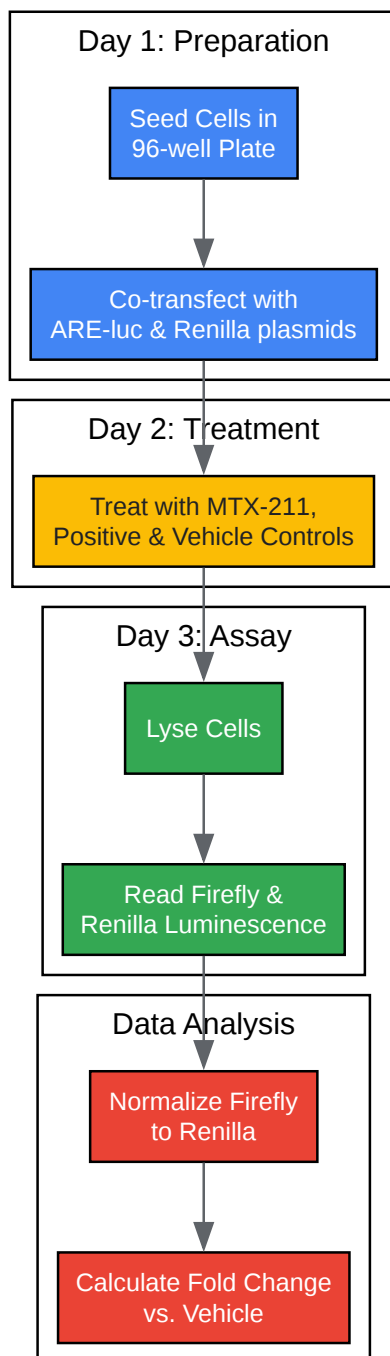 Day 1: Preparation
Seed Cells in
96-well Plate
Co-transfect with
ARE-luc & Renilla plasmids
Day 2: Treatment
Treat with MTX-211,
Positive & Vehicle Controls
Day 3: Assay
Lyse Cells
Read Firefly &
Renilla Luminescence
Data Analysis
Normalize Firefly
to Renilla
Calculate Fold Change
vs. Vehicle